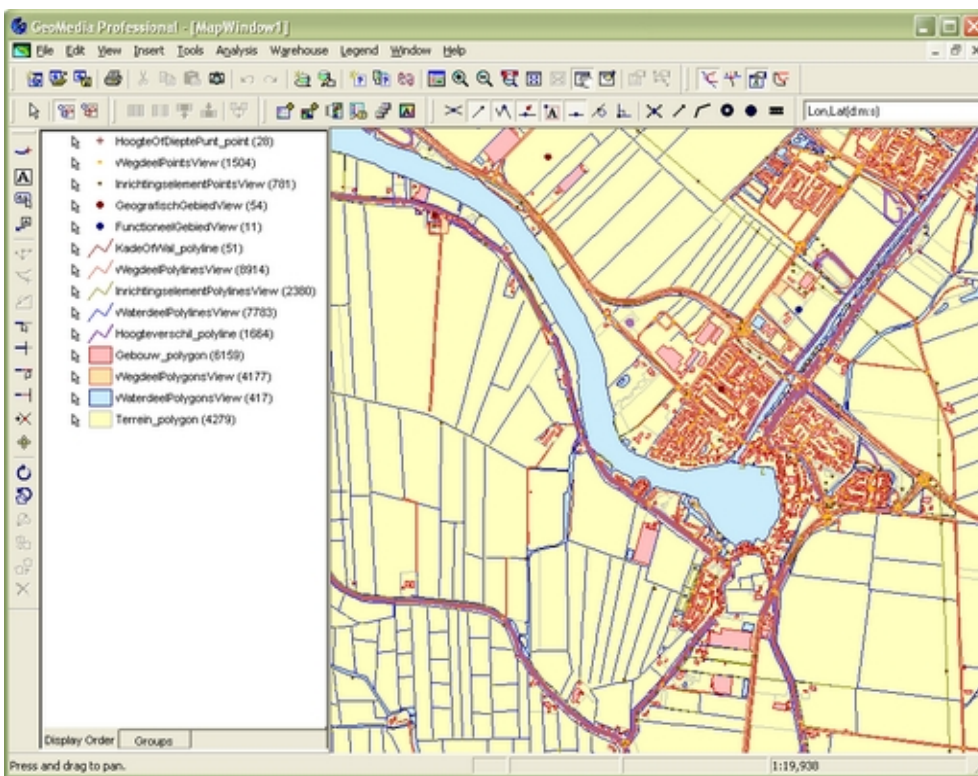 GeoMedia Professional - [MapWindow1]
File Edit View Insert Tools Analysis Warehouse Legend Window Help
Lon,Lat(d:m:s)
HoogteOfDieptePunt_point (28)
WegdeelPointsView (1504)
InrichtingselementPointsView (781)
GeografischGebiedView (54)
FunctioneelGebiedView (11)
KadeOfWal_polyline (51)
WegdeelPolylinesView (8914)
InrichtingselementPolylinesView (2380)
WaterdeelPolylinesView (7783)
Hoogteverschil_polyline (1664)
Gebouw_polygon (6159)
WegdeelPolygonsView (4177)
WaterdeelPolygonsView (417)
Terrein_polygon (4279)
Display Order Groups
Press and drag to pan. 1:19,938